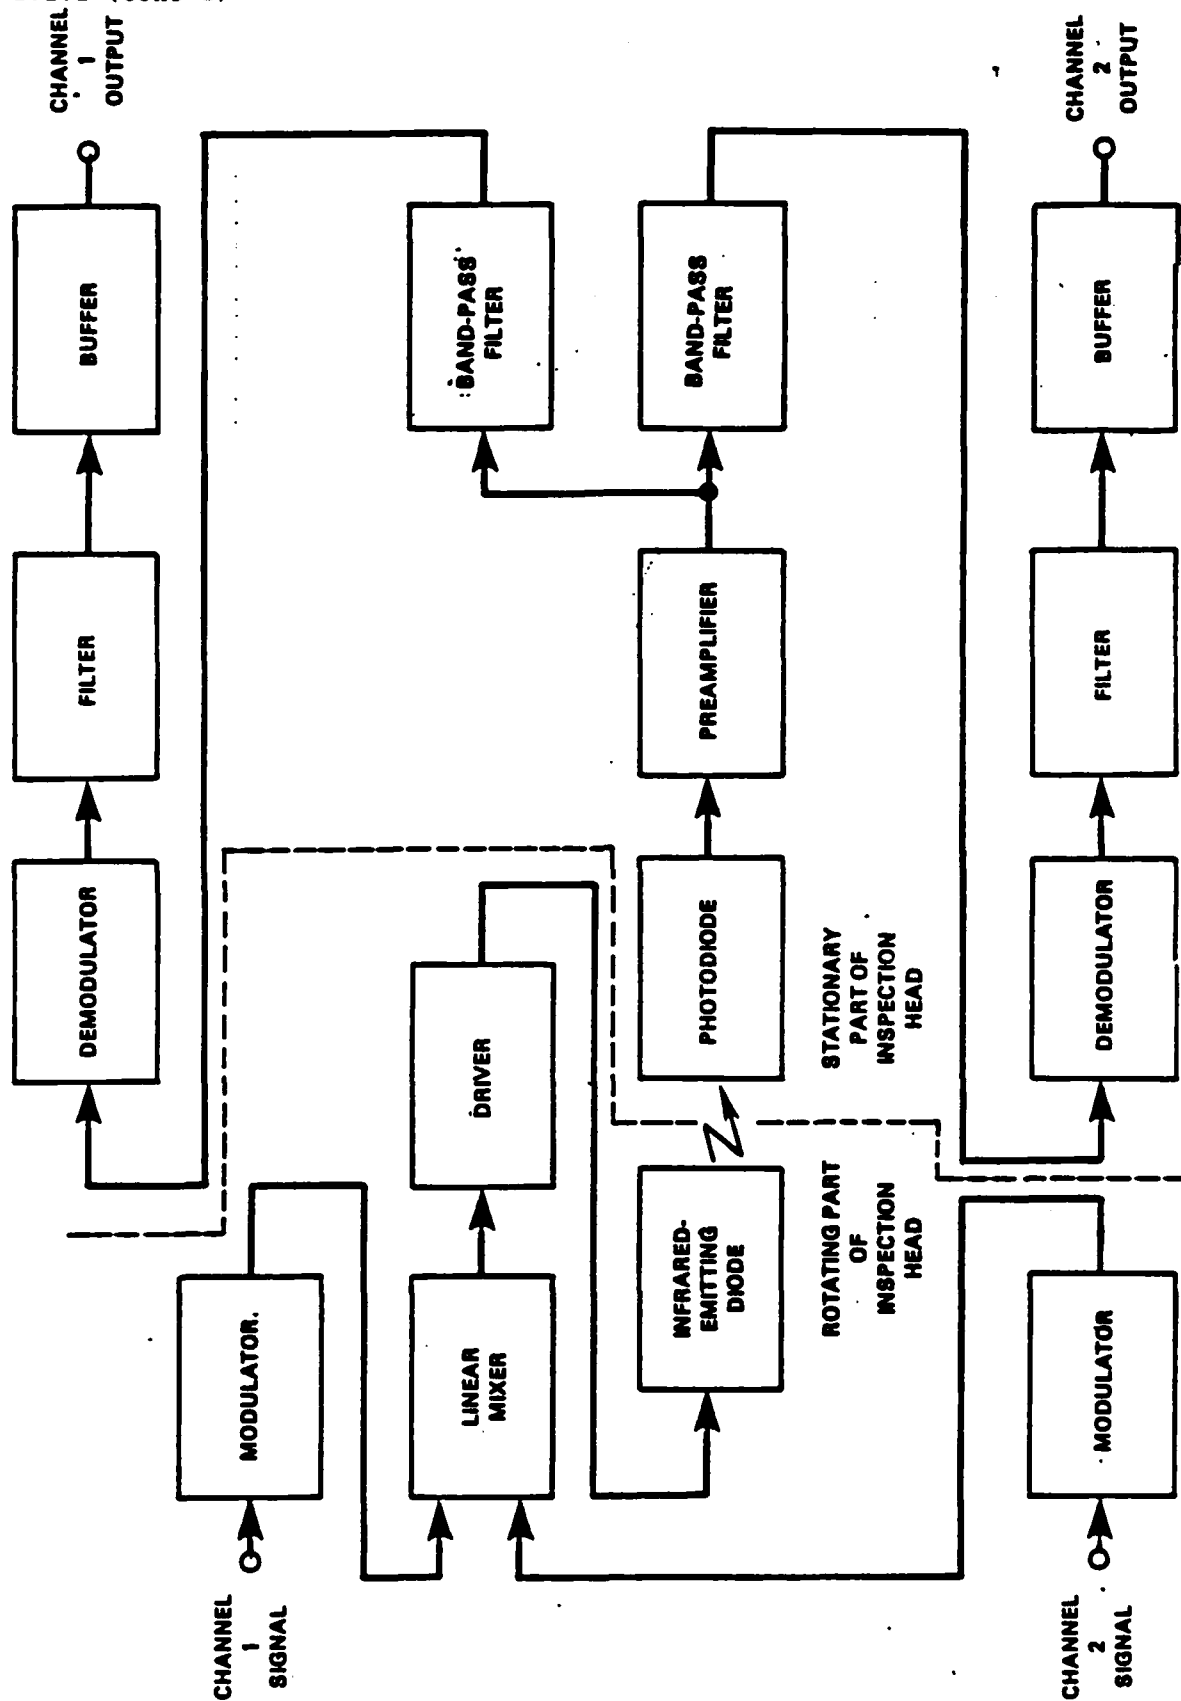 CHANNEL
1
OUTPUT
BUFFER
FILTER
DEMODULATOR
MODULATOR
CHANNEL
1
SIGNAL
BAND-PASS
FILTER
DRIVER
LINEAR
MIXER
BAND-PASS
FILTER
PREAMPLIFIER
PHOTODIODE
INFRARED-
EMITTING
DIODE
STATIONARY
PART OF
INSPECTION
HEAD
ROTATING PART
OF
INSPECTION
HEAD
CHANNEL
2
OUTPUT
BUFFER
FILTER
DEMODULATOR
MODULATOR
CHANNEL
2
SIGNAL